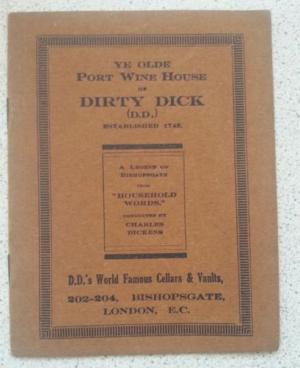 YE OLDE
PORT WINE HOUSE
OR
DIRTY DICK
(D.D.)
ESTABLISHED 1745.
A LEGEND OF
BISHOPSGATE
FROM
"HOUSEHOLD
WORDS,"
CONDUCTED BY
CHARLES
DICKENS
D.D.'s World Famous Cellars & Vaults,
202-204, BISHOPSGATE,
LONDON, E.C.